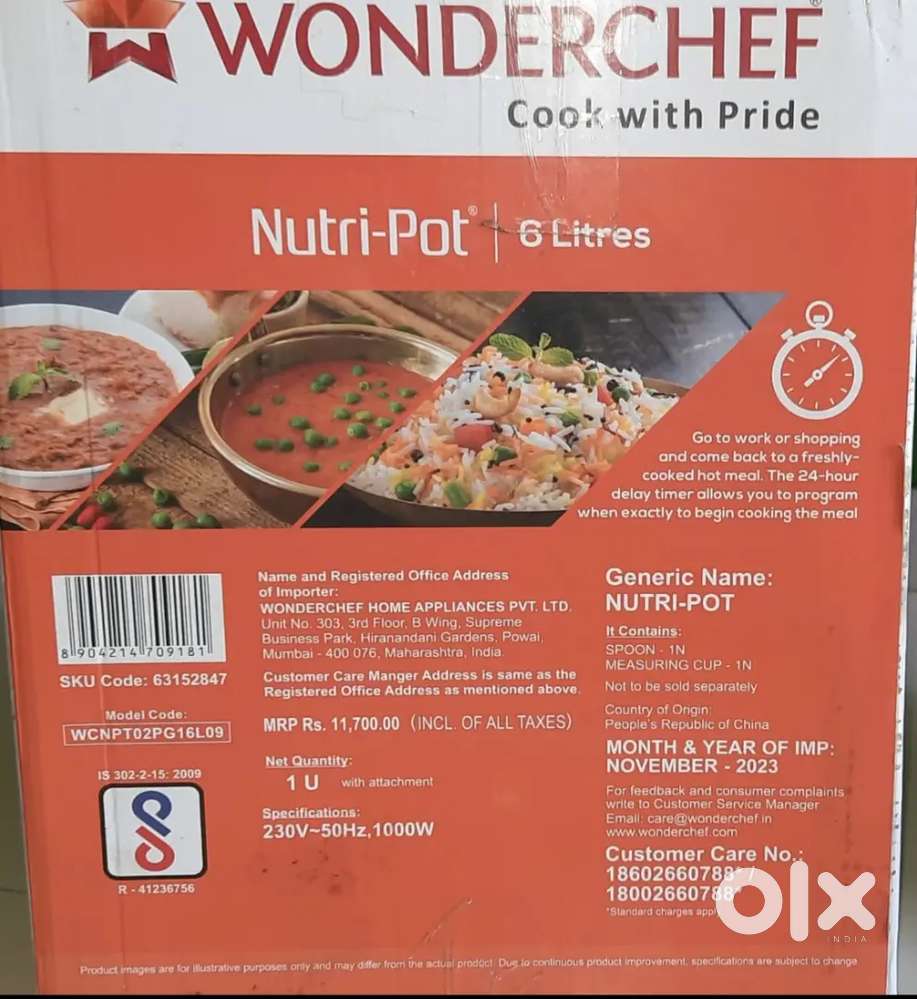 WONDERCHEF®
Cook with Pride
Nutri-Pot® | 6 Litres
Go to work or shopping
and come back to a freshly-
cooked hot meal. The 24-hour
delay timer allows you to program
when exactly to begin cooking the meal
8 904214 709181
SKU Code: 63152847
Model Code:
WCNPT02PG16L09
IS 302-2-15: 2009
R - 41236756
Name and Registered Office Address
of Importer:
WONDERCHEF HOME APPLIANCES PVT. LTD.
Unit No. 303, 3rd Floor, B Wing, Supreme
Business Park, Hiranandani Gardens, Powai,
Mumbai - 400 076, Maharashtra, India.
Customer Care Manger Address is same as the
Registered Office Address as mentioned above.
MRP Rs. 11,700.00 (INCL. OF ALL TAXES)
Net Quantity:
1 U with attachment
Specifications:
230V~50Hz,1000W
Generic Name:
NUTRI-POT
It Contains:
SPOON - 1N
MEASURING CUP - 1N
Not to be sold separately
Country of Origin:
People's Republic of China
MONTH & YEAR OF IMP:
NOVEMBER - 2023
For feedback and consumer complaints
write to Customer Service Manager
Email: care@wonderchef.in
www.wonderchef.com
Customer Care No.:
18602660788* /
18002660788*
*Standard charges apply
olx
INDIA
Product images are for illustrative purposes only and may differ from the actual product. Due to continuous product improvement, specifications are subject to change.